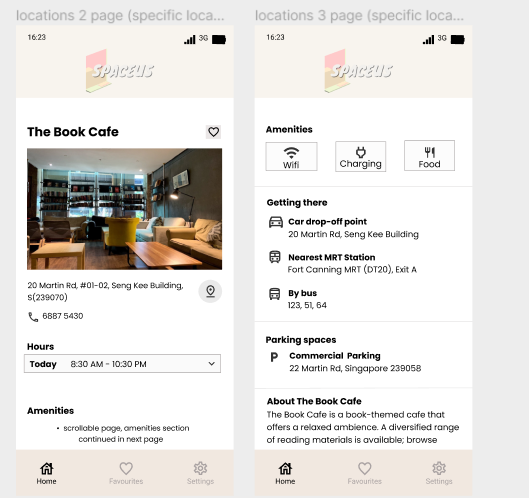 locations 2 page (specific loca...
16:23
3G
SPACEUS
The Book Cafe
20 Martin Rd, #01-02, Seng Kee Building,
S(239070)
6887 5430
Hours
Today 8:30 AM - 10:30 PM
Amenities
• scrollable page, amenities section
continued in next page
Home Favourites Settings
locations 3 page (specific loca...
16:23
3G
SPACEUS
Amenities
Wifi Charging Food
Getting there
Car drop-off point
20 Martin Rd, Seng Kee Building
Nearest MRT Station
Fort Canning MRT (DT20), Exit A
By bus
123, 51, 64
Parking spaces
P Commercial Parking
22 Martin Rd, Singapore 239058
About The Book Cafe
The Book Cafe is a book-themed cafe that
offers a relaxed ambience. A diversified range
of reading materials is available; browse
Home Favourites Settings